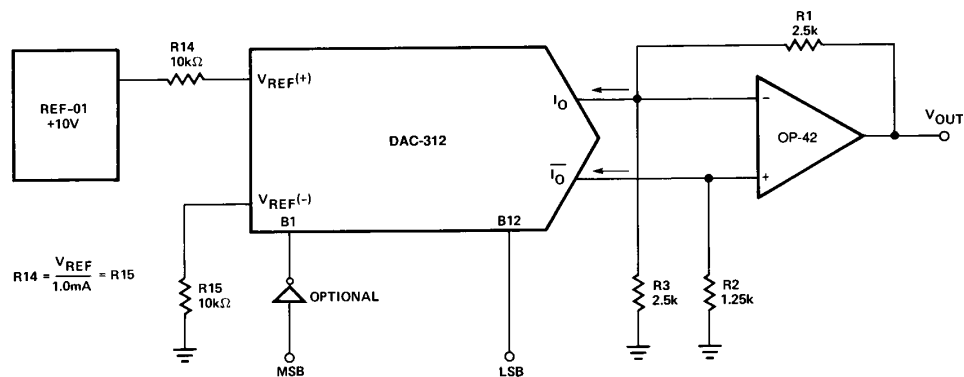 REF-01
+10V
R14
10kΩ
VREF(+)
VREF(-)
DAC-312
IO
I̅O̅
B1
B12
R14 = VREF / 1.0mA = R15
R15
10kΩ
OPTIONAL
MSB
LSB
R1
2.5k
−
+
OP-42
VOUT
R3
2.5k
R2
1.25k